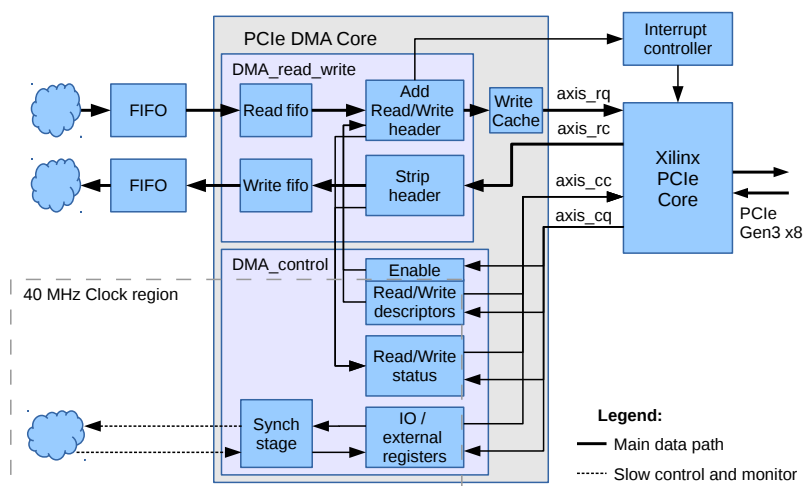 PCIe DMA Core
Interrupt
controller
DMA_read_write
FIFO
Read fifo
Add
Read/Write
header
Write
Cache
axis_rq
axis_rc
FIFO
Write fifo
Strip
header
Xilinx
PCIe
Core
axis_cc
axis_cq
PCIe
Gen3 x8
DMA_control
Enable
40 MHz Clock region
Read/Write
descriptors
Read/Write
status
Synch
stage
IO /
external
registers
Legend:
Main data path
Slow control and monitor